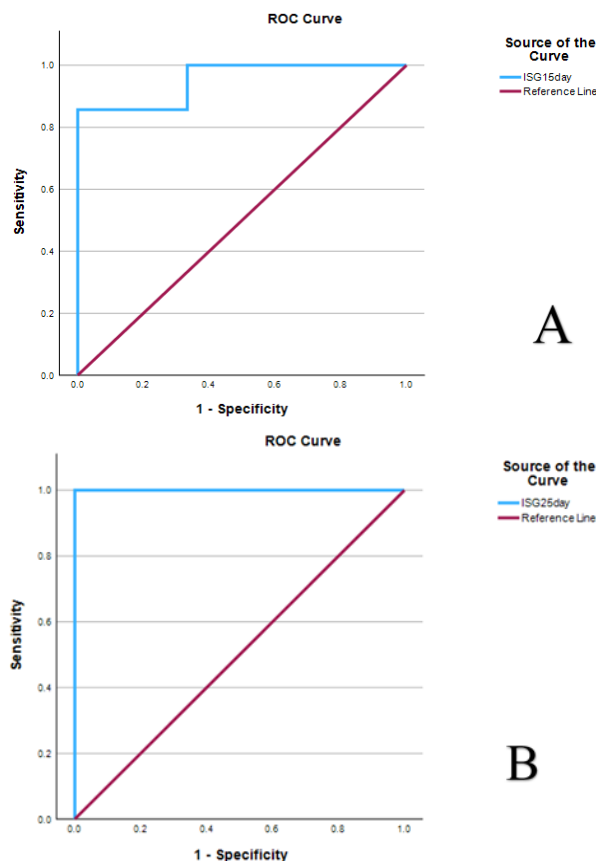 ROC Curve
Source of the
Curve
ISG15day
Reference Line
Sensitivity
1.0
0.8
0.6
0.4
0.2
0.0
0.0 0.2 0.4 0.6 0.8 1.0
1 - Specificity
A
ROC Curve
Source of the
Curve
ISG25day
Reference Line
Sensitivity
1.0
0.8
0.6
0.4
0.2
0.0
0.0 0.2 0.4 0.6 0.8 1.0
1 - Specificity
B